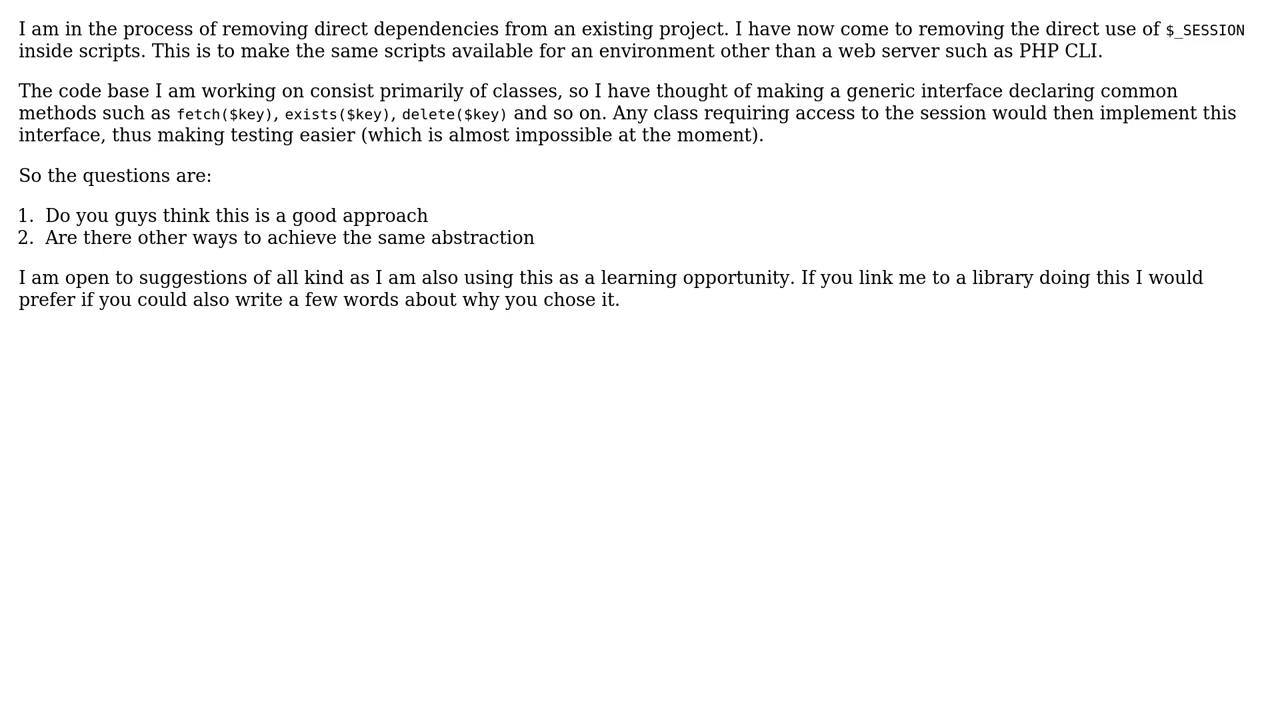 I am in the process of removing direct dependencies from an existing project. I have now come to removing the direct use of $_SESSION
inside scripts. This is to make the same scripts available for an environment other than a web server such as PHP CLI.
The code base I am working on consist primarily of classes, so I have thought of making a generic interface declaring common
methods such as fetch($key), exists($key), delete($key) and so on. Any class requiring access to the session would then implement this
interface, thus making testing easier (which is almost impossible at the moment).
So the questions are:
1. Do you guys think this is a good approach
2. Are there other ways to achieve the same abstraction
I am open to suggestions of all kind as I am also using this as a learning opportunity. If you link me to a library doing this I would
prefer if you could also write a few words about why you chose it.